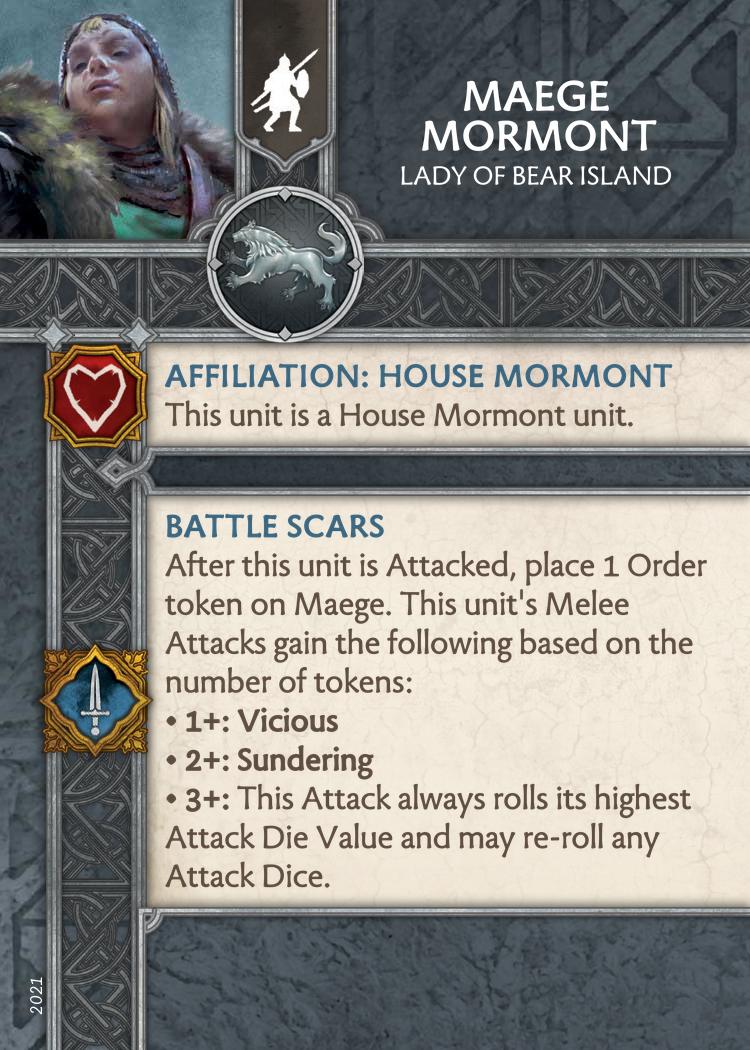 MAEGE
MORMONT
LADY OF BEAR ISLAND
AFFILIATION: HOUSE MORMONT
This unit is a House Mormont unit.
BATTLE SCARS
After this unit is Attacked, place 1 Order
token on Maege. This unit's Melee
Attacks gain the following based on the
number of tokens:
• 1+: Vicious
• 2+: Sundering
• 3+: This Attack always rolls its highest
Attack Die Value and may re-roll any
Attack Dice.
2021